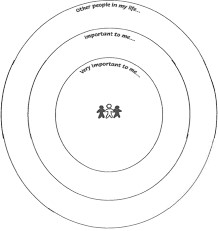 Other people in my life...
Important to me...
Very important to me...